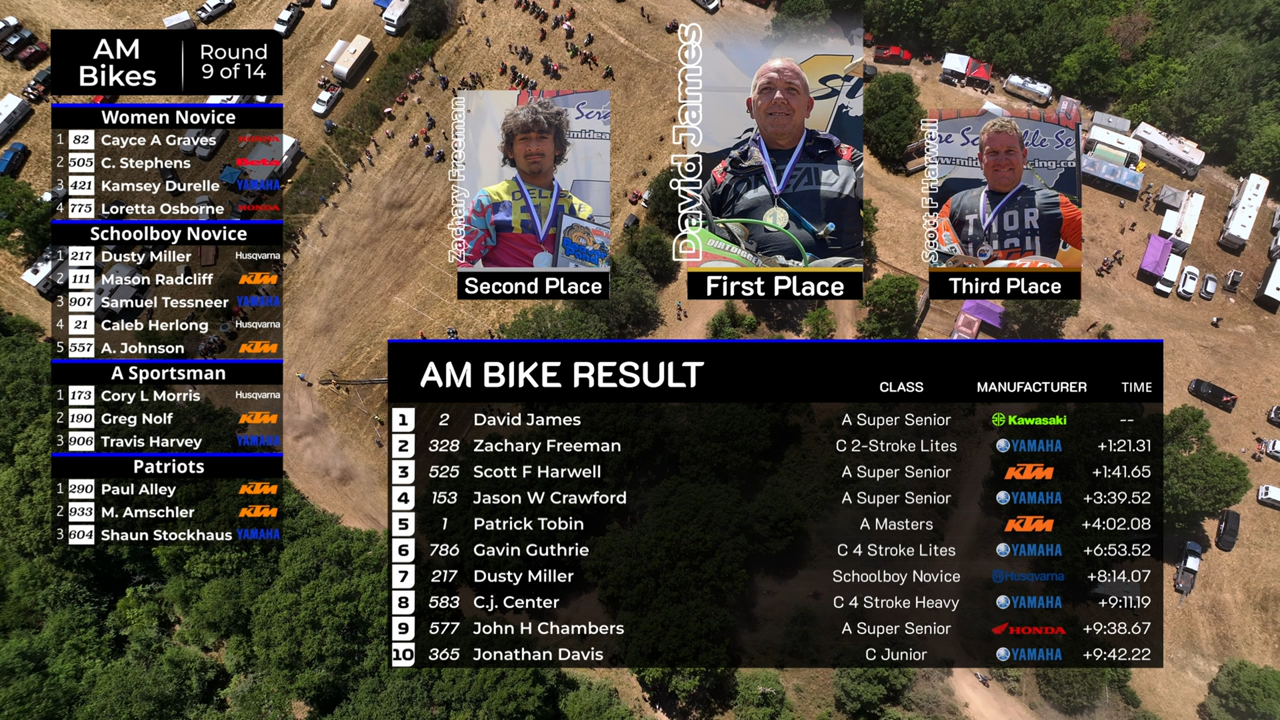 AM
Bikes
Round
9 of 14
Women Novice
1 82 Cayce A Graves HONDA
2 505 C. Stephens Beta
3 421 Kamsey Durelle YAMAHA
4 775 Loretta Osborne HONDA
Schoolboy Novice
1 217 Dusty Miller Husqvarna
2 111 Mason Radcliff KTM
3 907 Samuel Tessneer YAMAHA
4 21 Caleb Herlong Husqvarna
5 557 A. Johnson KTM
A Sportsman
1 173 Cory L Morris Husqvarna
2 190 Greg Nolf KTM
3 906 Travis Harvey YAMAHA
Patriots
1 290 Paul Alley KTM
2 933 M. Amschler KTM
3 604 Shaun Stockhaus YAMAHA
Zachary Freeman
Second Place
David James
DIRT DIGGLER
First Place
Scott F Harwell
THOR
Third Place
AM BIKE RESULT
CLASS MANUFACTURER TIME
1 2 David James A Super Senior Kawasaki --
2 328 Zachary Freeman C 2-Stroke Lites YAMAHA +1:21.31
3 525 Scott F Harwell A Super Senior KTM +1:41.65
4 153 Jason W Crawford A Super Senior YAMAHA +3:39.52
5 1 Patrick Tobin A Masters KTM +4:02.08
6 786 Gavin Guthrie C 4 Stroke Lites YAMAHA +6:53.52
7 217 Dusty Miller Schoolboy Novice Husqvarna +8:14.07
8 583 C.j. Center C 4 Stroke Heavy YAMAHA +9:11.19
9 577 John H Chambers A Super Senior HONDA +9:38.67
10 365 Jonathan Davis C Junior YAMAHA +9:42.22